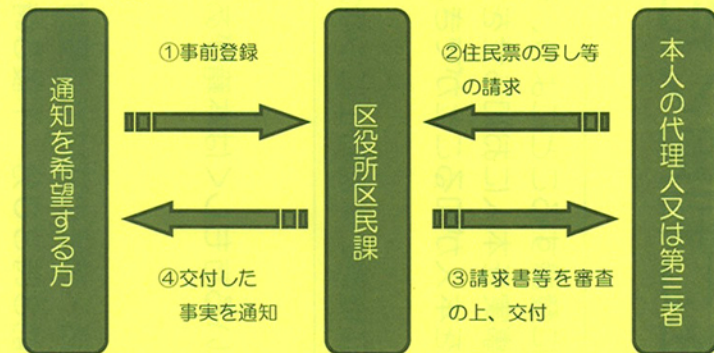 通知を希望する方
①事前登録
④交付した
事実を通知
区役所区民課
②住民票の写し等
の請求
③請求書等を審査
の上、交付
本人の代理人又は第三者